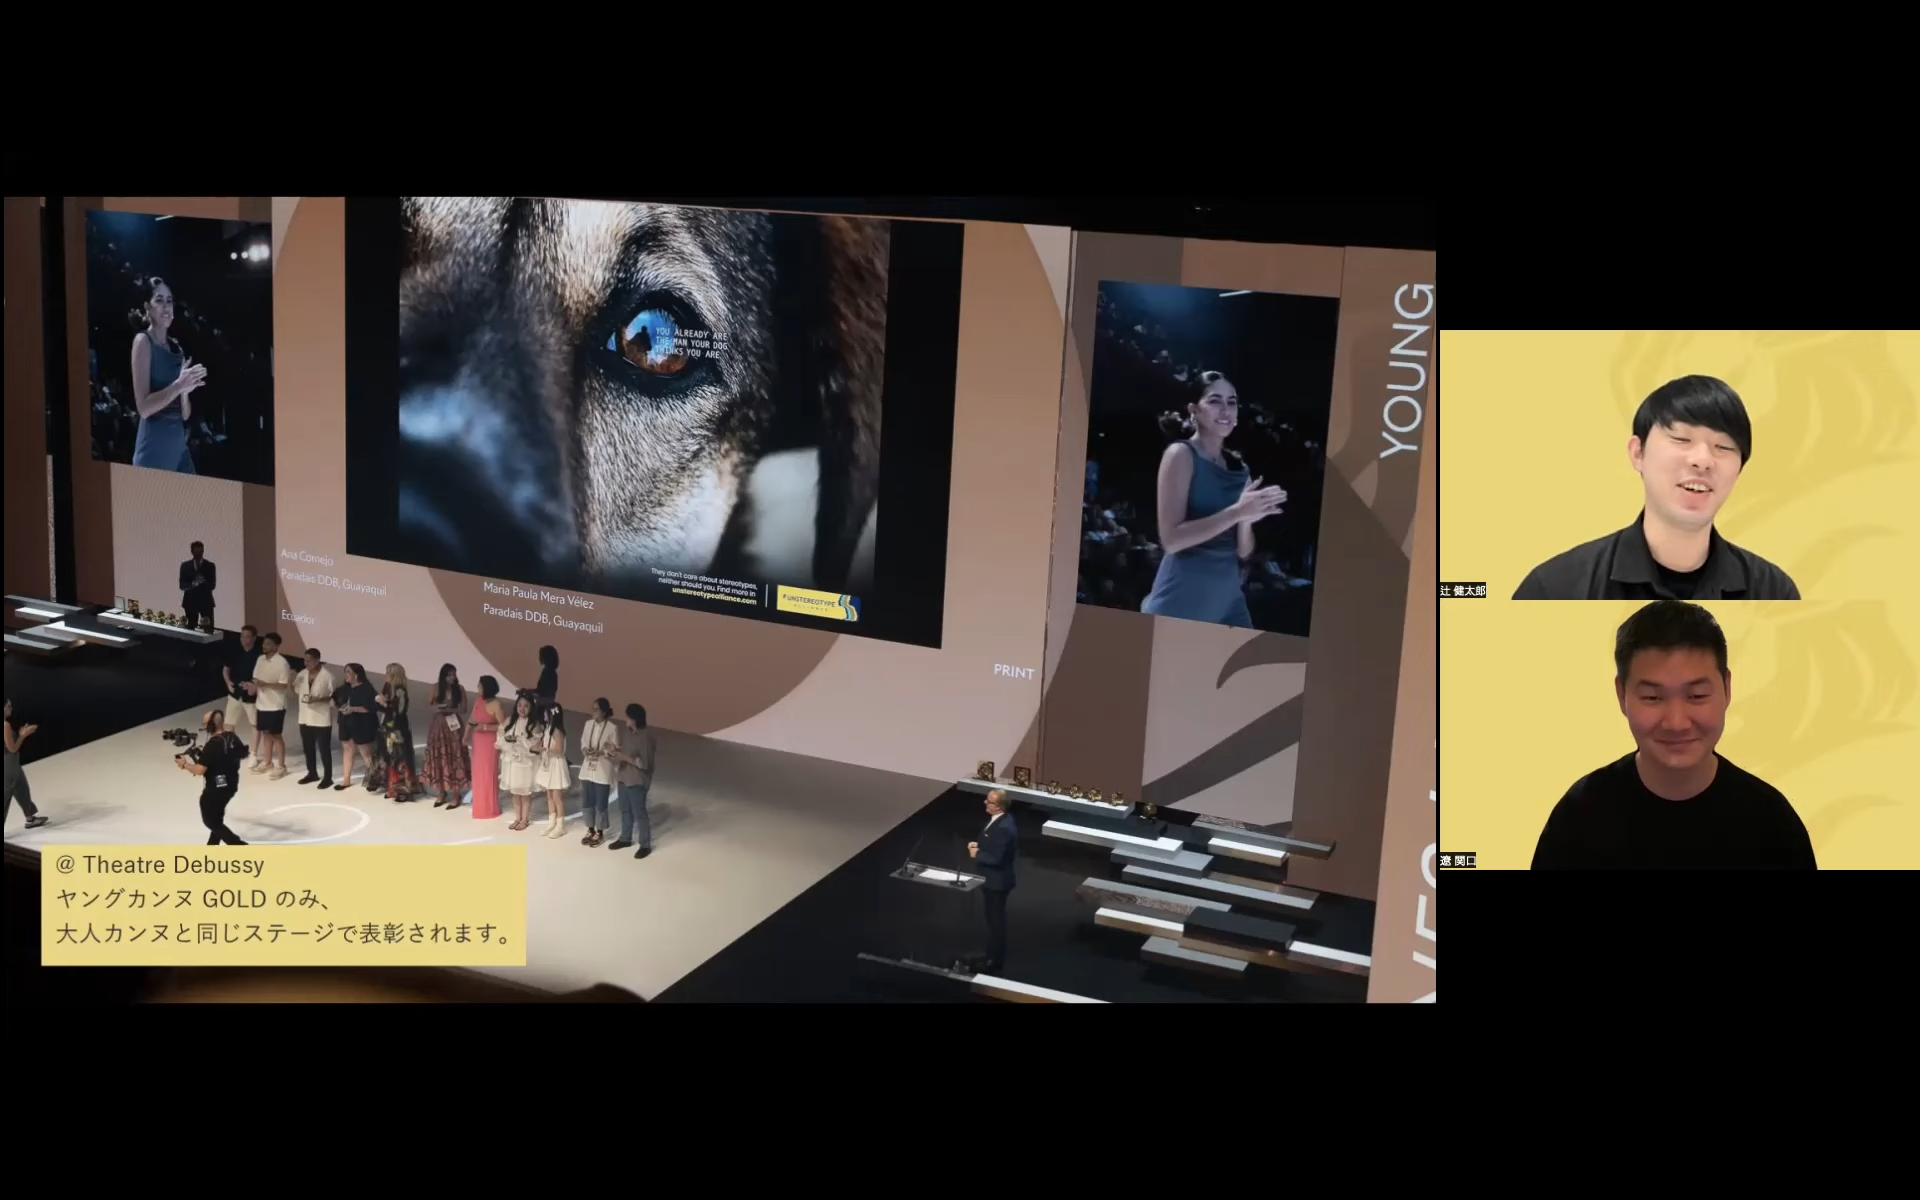 YOU ALREADY ARE
THE MAN YOUR DOG
THINKS YOU ARE
They don't care about stereotypes,
neither should you. Find more in
unstereotypealliance.com
#UNSTEREOTYPE
ALLIANCE
Ana Cornejo
Paradais DDB, Guayaquil
Ecuador
Maria Paula Mera Vélez
Paradais DDB, Guayaquil
PRINT
YOUNG
@ Theatre Debussy
ヤングカンヌ GOLD のみ、
大人カンヌと同じステージで表彰されます。
辻 健太郎
遼 関口